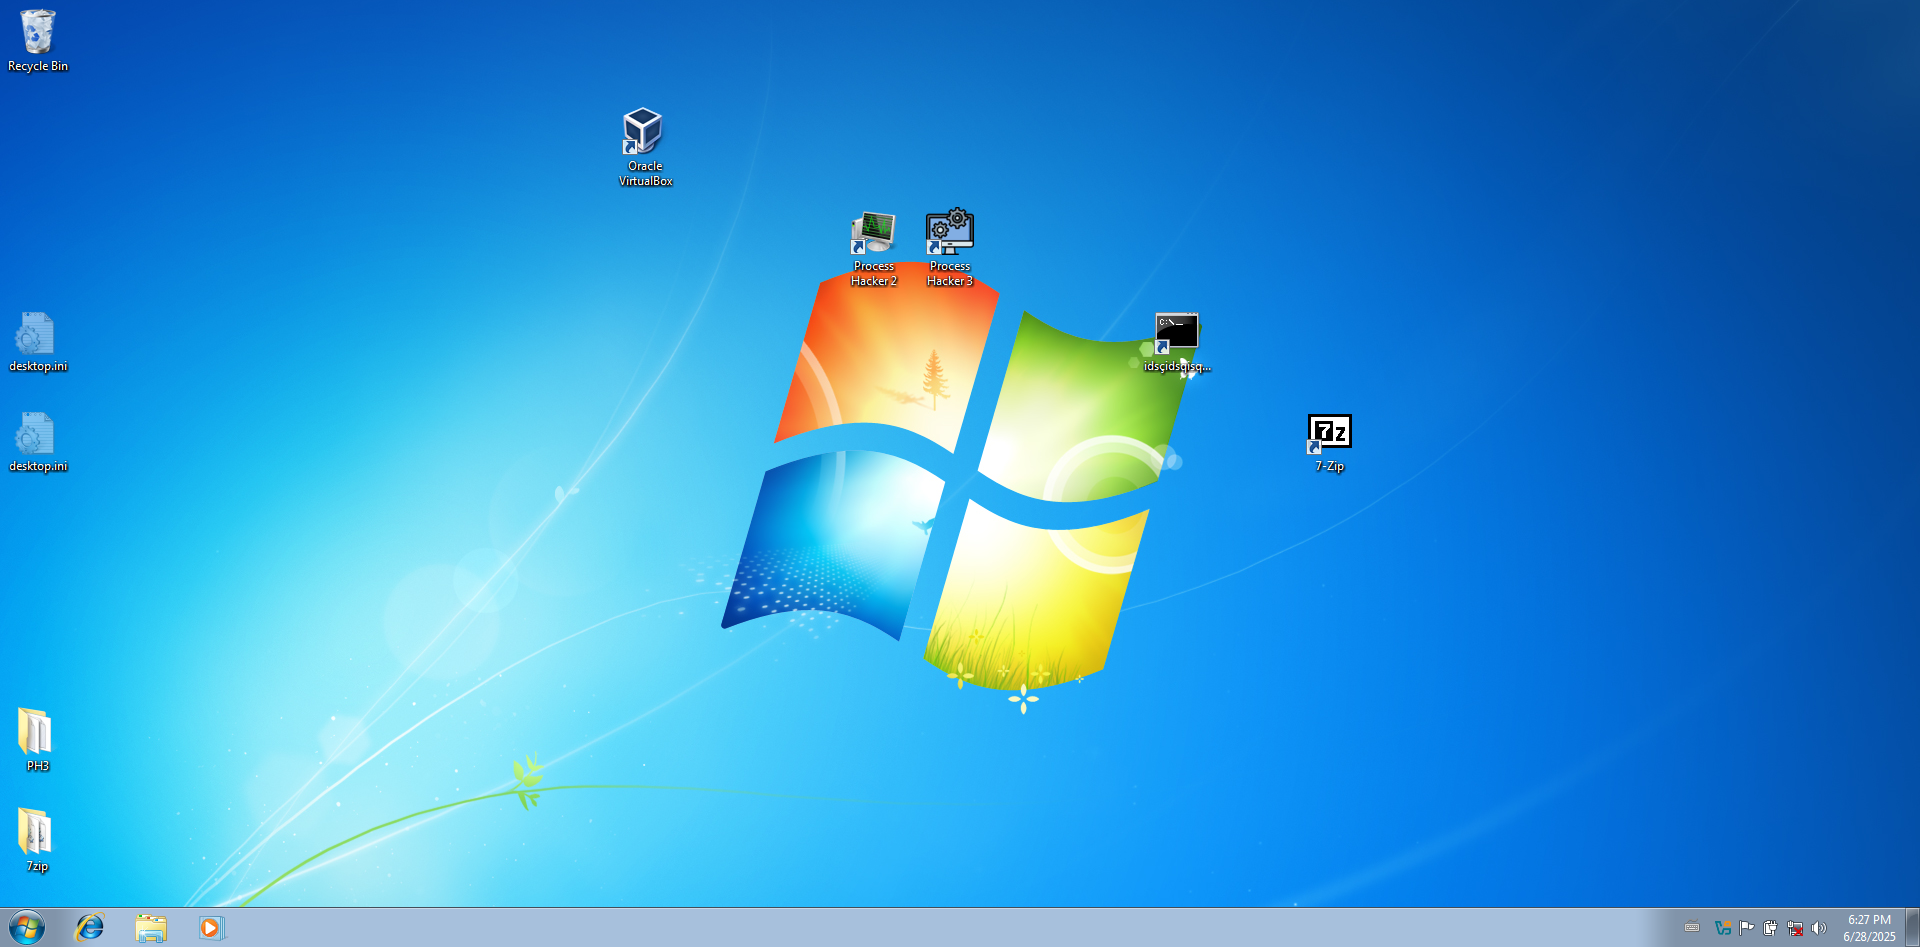 Recycle Bin
Oracle
VirtualBox
Process
Hacker 2
Process
Hacker 3
C:\_
desktop.ini
idsçidsqisq...
7z
desktop.ini
7-Zip
PH3
7zip
6:27 PM
6/28/2025